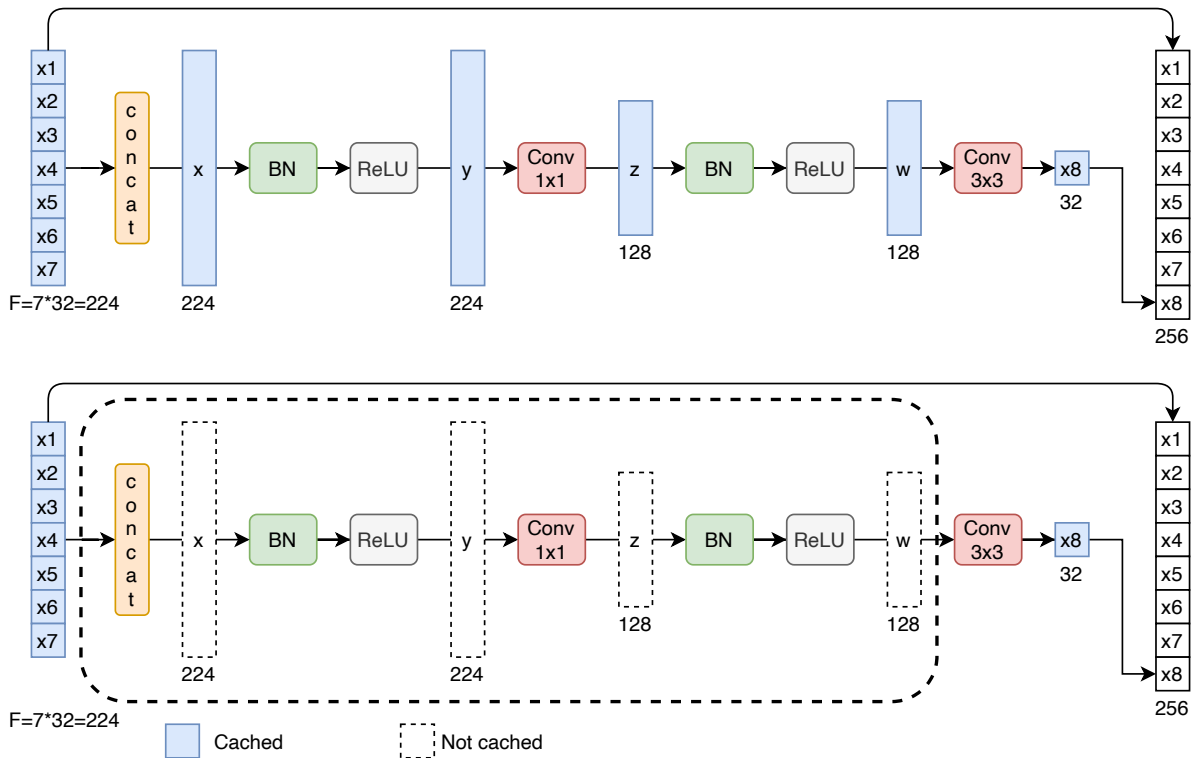 x1
x2
x3
x4
x5
x6
x7
F=7*32=224
concat
x
224
BN
ReLU
y
224
Conv
1x1
z
128
BN
ReLU
w
128
Conv
3x3
x8
32
x1
x2
x3
x4
x5
x6
x7
x8
256
x1
x2
x3
x4
x5
x6
x7
F=7*32=224
concat
x
224
BN
ReLU
y
224
Conv
1x1
z
128
BN
ReLU
w
128
Conv
3x3
x8
32
x1
x2
x3
x4
x5
x6
x7
x8
256
Cached
Not cached